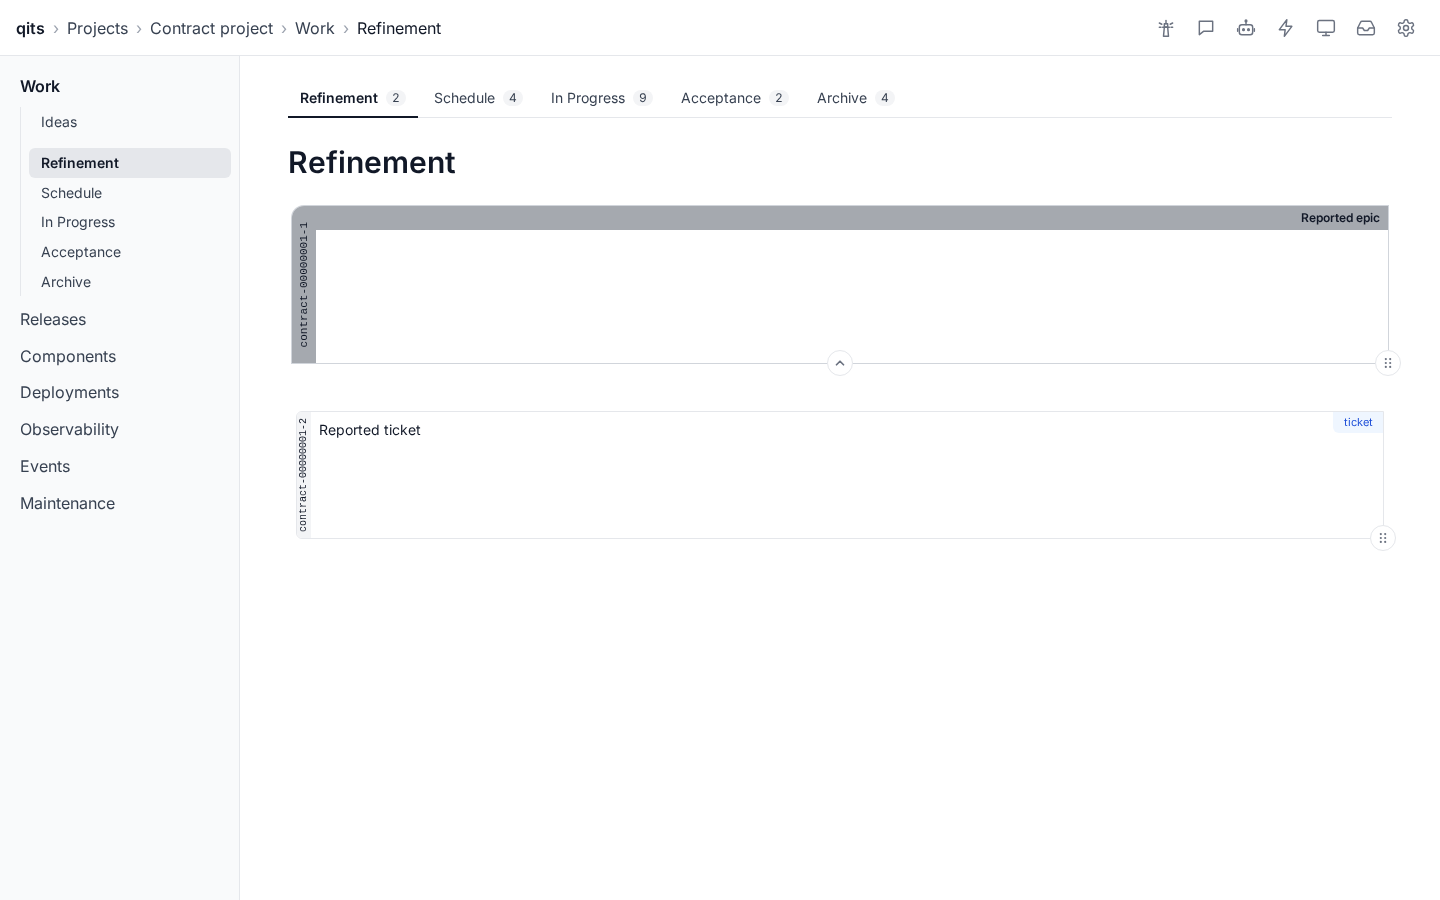 qits › Projects › Contract project › Work › Refinement
Work
Ideas
Refinement
Schedule
In Progress
Acceptance
Archive
Releases
Components
Deployments
Observability
Events
Maintenance
Refinement 2 Schedule 4 In Progress 9 Acceptance 2 Archive 4
Refinement
Reported epic
contract-00000001-1
contract-00000001-2
Reported ticket
ticket